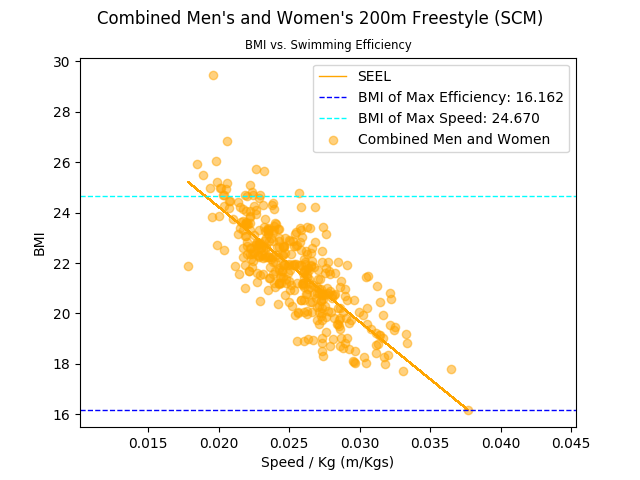 Combined Men's and Women's 200m Freestyle (SCM)
BMI vs. Swimming Efficiency
SEEL
BMI of Max Efficiency: 16.162
BMI of Max Speed: 24.670
Combined Men and Women
30
28
26
24
22
20
18
16
BMI
0.015 0.020 0.025 0.030 0.035 0.040 0.045
Speed / Kg (m/Kgs)